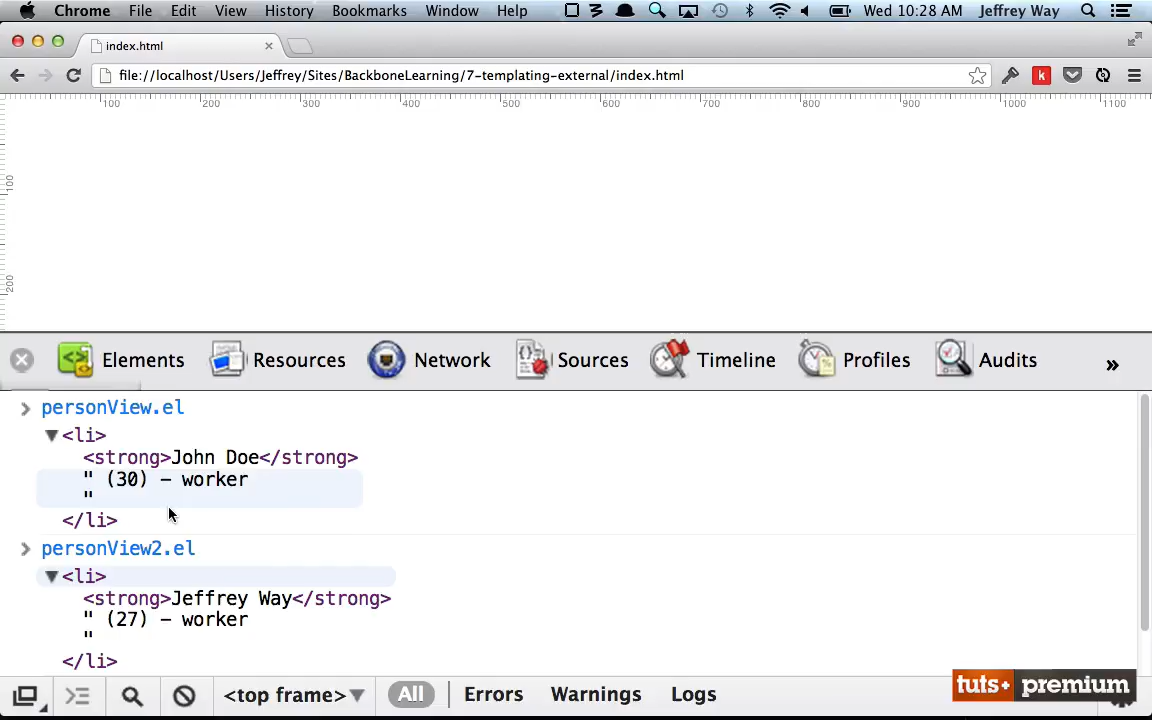 Chrome File Edit View History Bookmarks Window Help Wed 10:28 AM Jeffrey Way
index.html
file://localhost/Users/Jeffrey/Sites/BackboneLearning/7-templating-external/index.html
100 200 300 400 500 600 700 800 900 1000 1100
100
200
Elements Resources Network Sources Timeline Profiles Audits »
> personView.el
▼<li>
<strong>John Doe</strong>
" (30) - worker
"
</li>
> personView2.el
▼<li>
<strong>Jeffrey Way</strong>
" (27) - worker
"
</li>
<top frame>▼ All Errors Warnings Logs
tuts+ premium